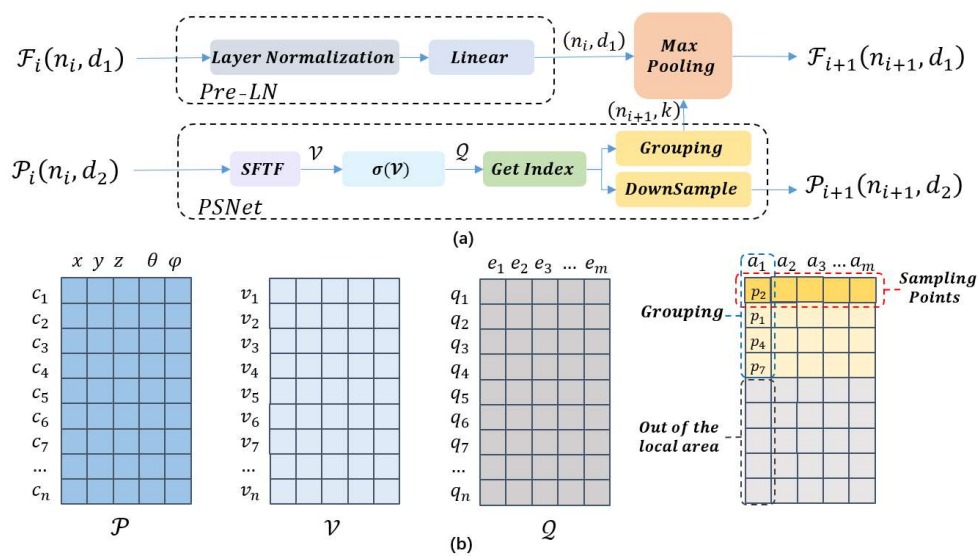 ℱᵢ(nᵢ, d₁)
Layer Normalization
Linear
Pre-LN
(nᵢ, d₁)
Max
Pooling
ℱᵢ₊₁(nᵢ₊₁, d₁)
(nᵢ₊₁, k)
𝒫ᵢ(nᵢ, d₂)
SFTF
𝒱
σ(𝒱)
𝒬
Get Index
Grouping
DownSample
PSNet
𝒫ᵢ₊₁(nᵢ₊₁, d₂)
(a)
x y z θ φ
c₁
c₂
c₃
c₄
c₅
c₆
c₇
...
cₙ
𝒫
v₁
v₂
v₃
v₄
v₅
v₆
v₇
...
vₙ
𝒱
e₁ e₂ e₃ ... eₘ
q₁
q₂
q₃
q₄
q₅
q₆
q₇
...
qₙ
𝒬
a₁ a₂ a₃ ... aₘ
p₂
p₁
p₄
p₇
Sampling
Points
Grouping
Out of the
local area
(b)